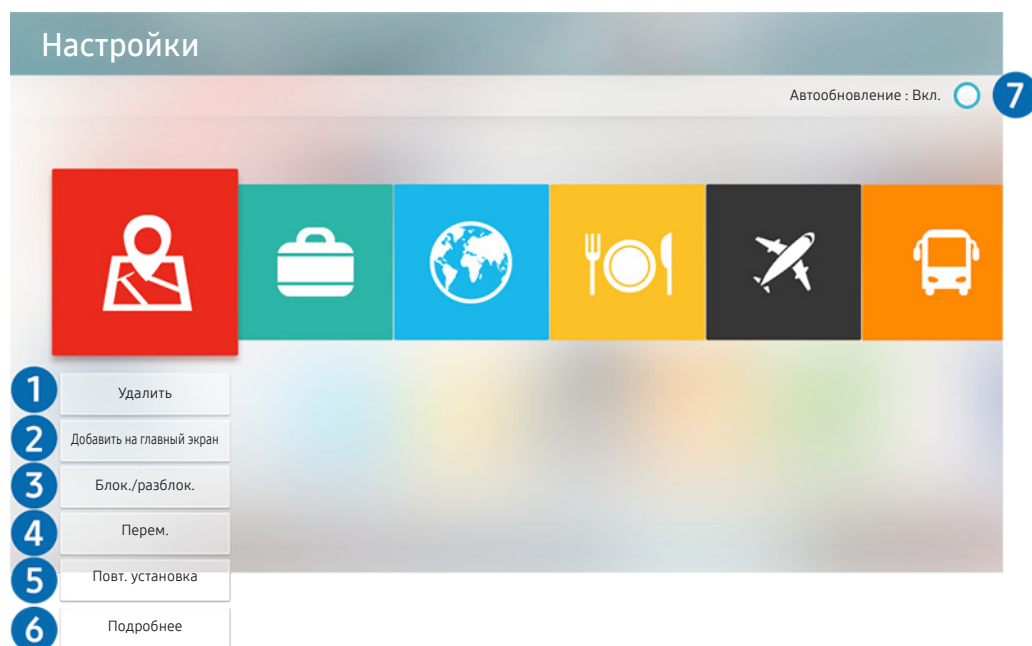 Настройки
Автообновление : Вкл. 7
1 Удалить
2 Добавить на главный экран
3 Блок./разблок.
4 Перем.
5 Повт. установка
6 Подробнее